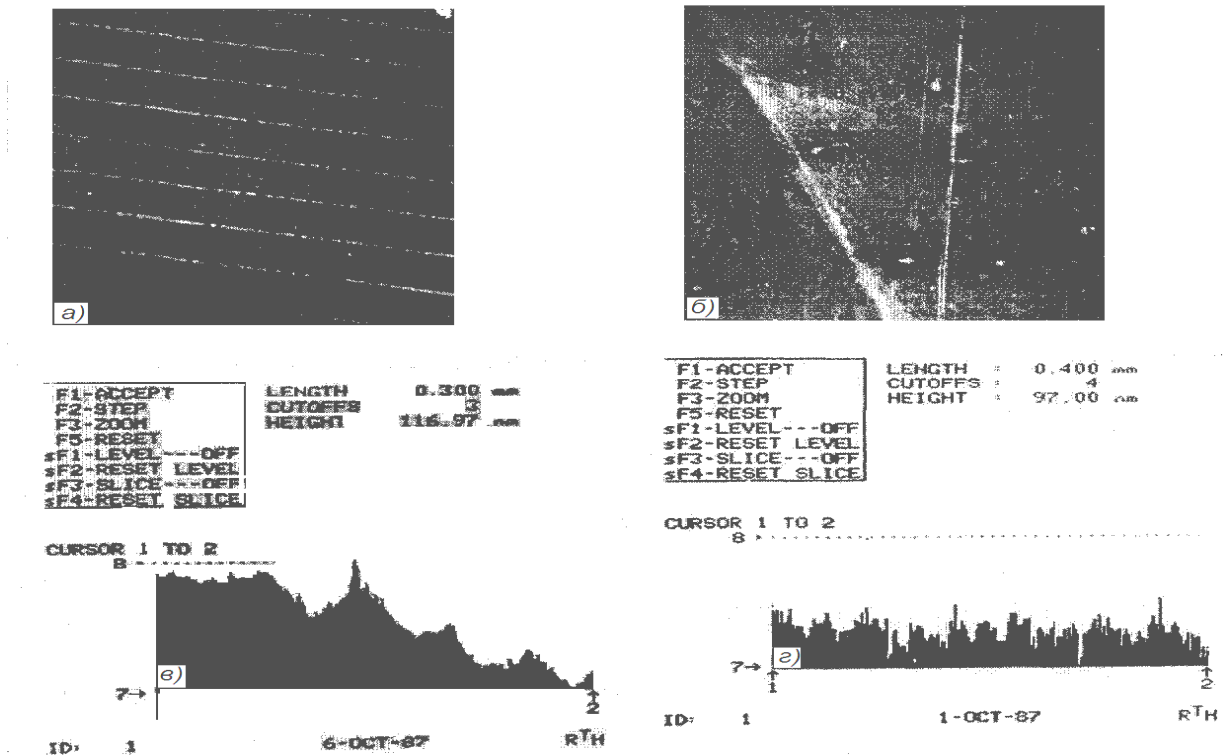 а)
б)
F1-ACCEPT
F2-STEP
F3-ZOOM
F5-RESET
sF1-LEVEL---OFF
sF2-RESET LEVEL
sF3-SLICE---OFF
sF4-RESET SLICE
LENGTH 0.300 mm
CUTOFFS 3
HEIGHT 116.97 nm
CURSOR 1 TO 2
8
в)
7→
2
ID: 1 6-OCT-87 RTH
F1-ACCEPT
F2-STEP
F3-ZOOM
F5-RESET
sF1-LEVEL---OFF
sF2-RESET LEVEL
sF3-SLICE---OFF
sF4-RESET SLICE
LENGTH : 0.400 mm
CUTOFFS : 4
HEIGHT : 97.00 nm
CURSOR 1 TO 2
8
г)
7→
1 2
ID: 1 1-OCT-87 RTH